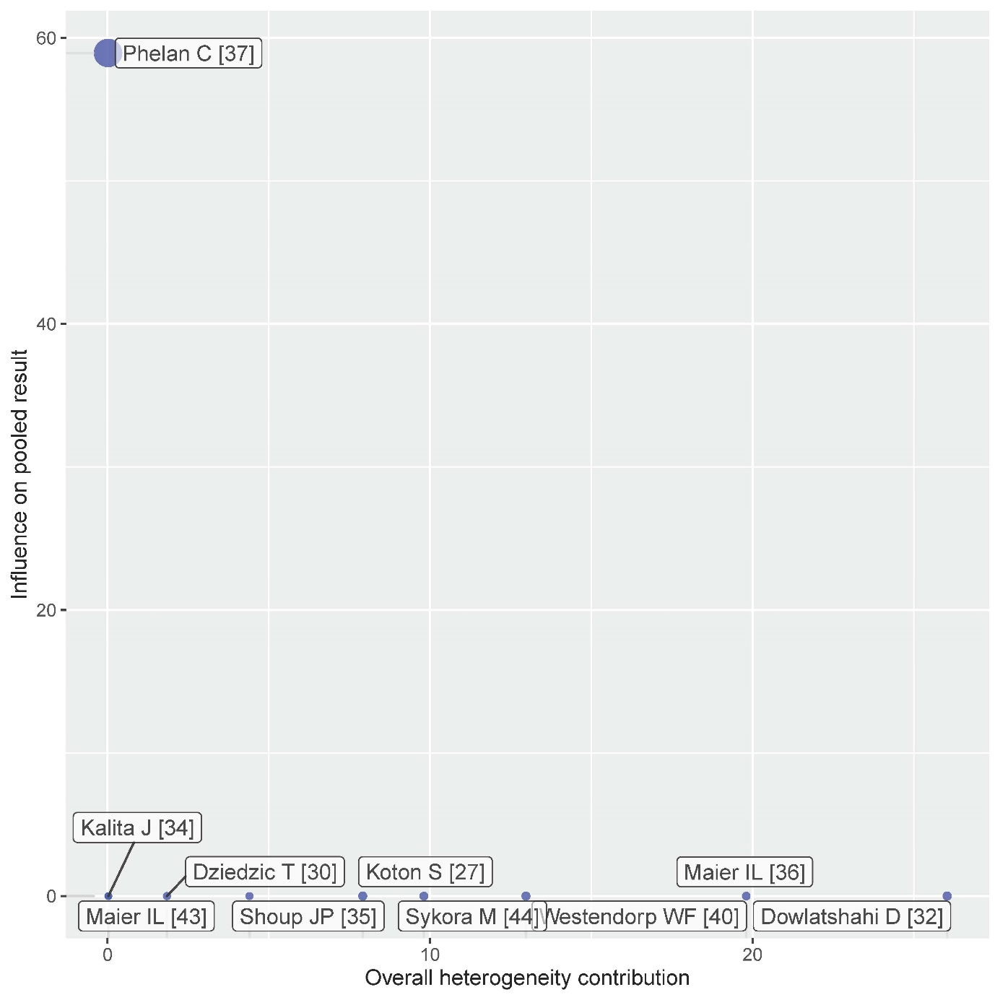 60
Phelan C [37]
40
Influence on pooled result
20
Kalita J [34]
Dziedzic T [30]
Koton S [27]
Maier IL [36]
0
Maier IL [43]
Shoup JP [35]
Sykora M [44]
Westendorp WF [40]
Dowlatshahi D [32]
0
10
20
Overall heterogeneity contribution